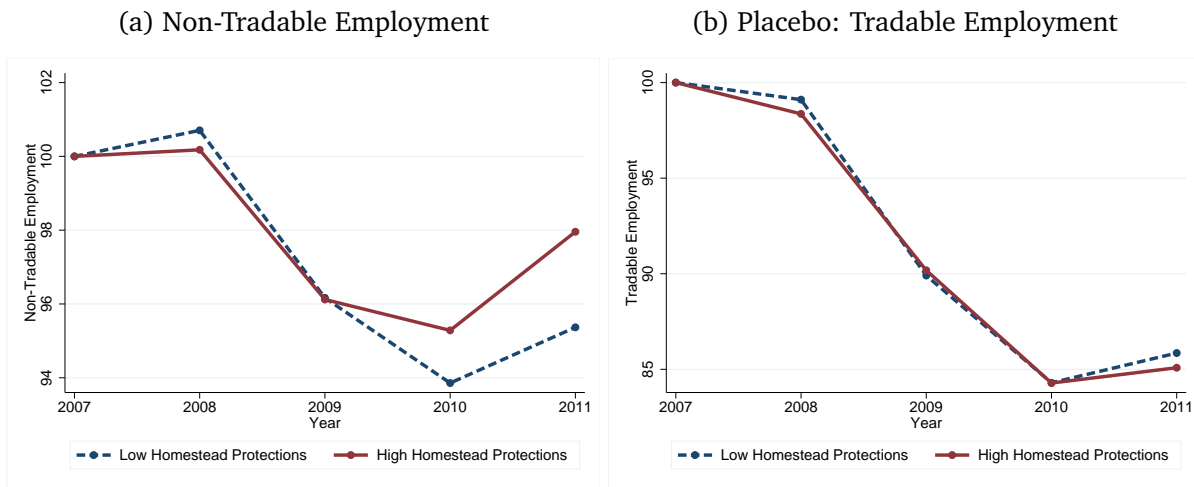 (a) Non-Tradable Employment
102
100
98
96
94
Non-Tradable Employment
2007 2008 2009 2010 2011
Year
Low Homestead Protections High Homestead Protections
(b) Placebo: Tradable Employment
100
95
90
85
Tradable Employment
2007 2008 2009 2010 2011
Year
Low Homestead Protections High Homestead Protections